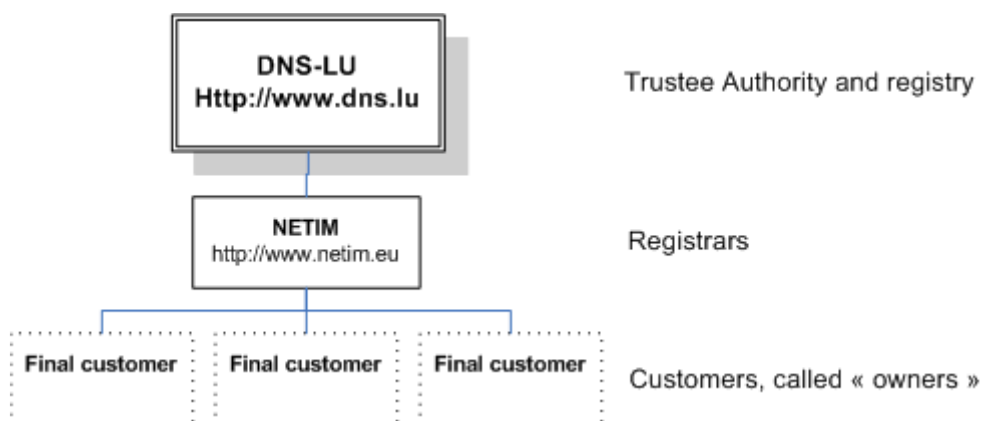 DNS-LU
Http://www.dns.lu
Trustee Authority and registry
NETIM
http://www.netim.eu
Registrars
Final customer
Final customer
Final customer
Customers, called « owners »